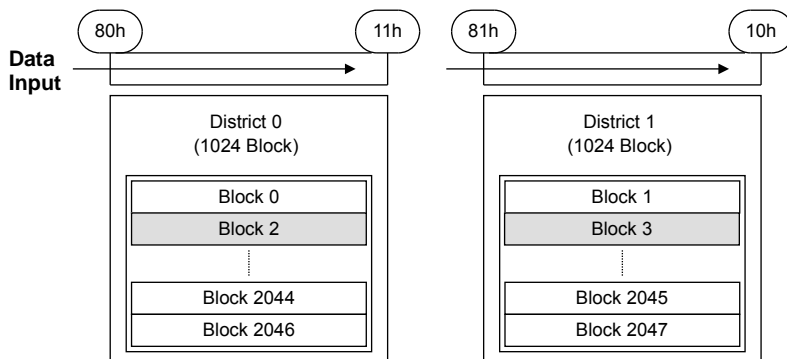 80h
11h
81h
10h
Data
Input
District 0
(1024 Block)
District 1
(1024 Block)
Block 0
Block 2
Block 2044
Block 2046
Block 1
Block 3
Block 2045
Block 2047